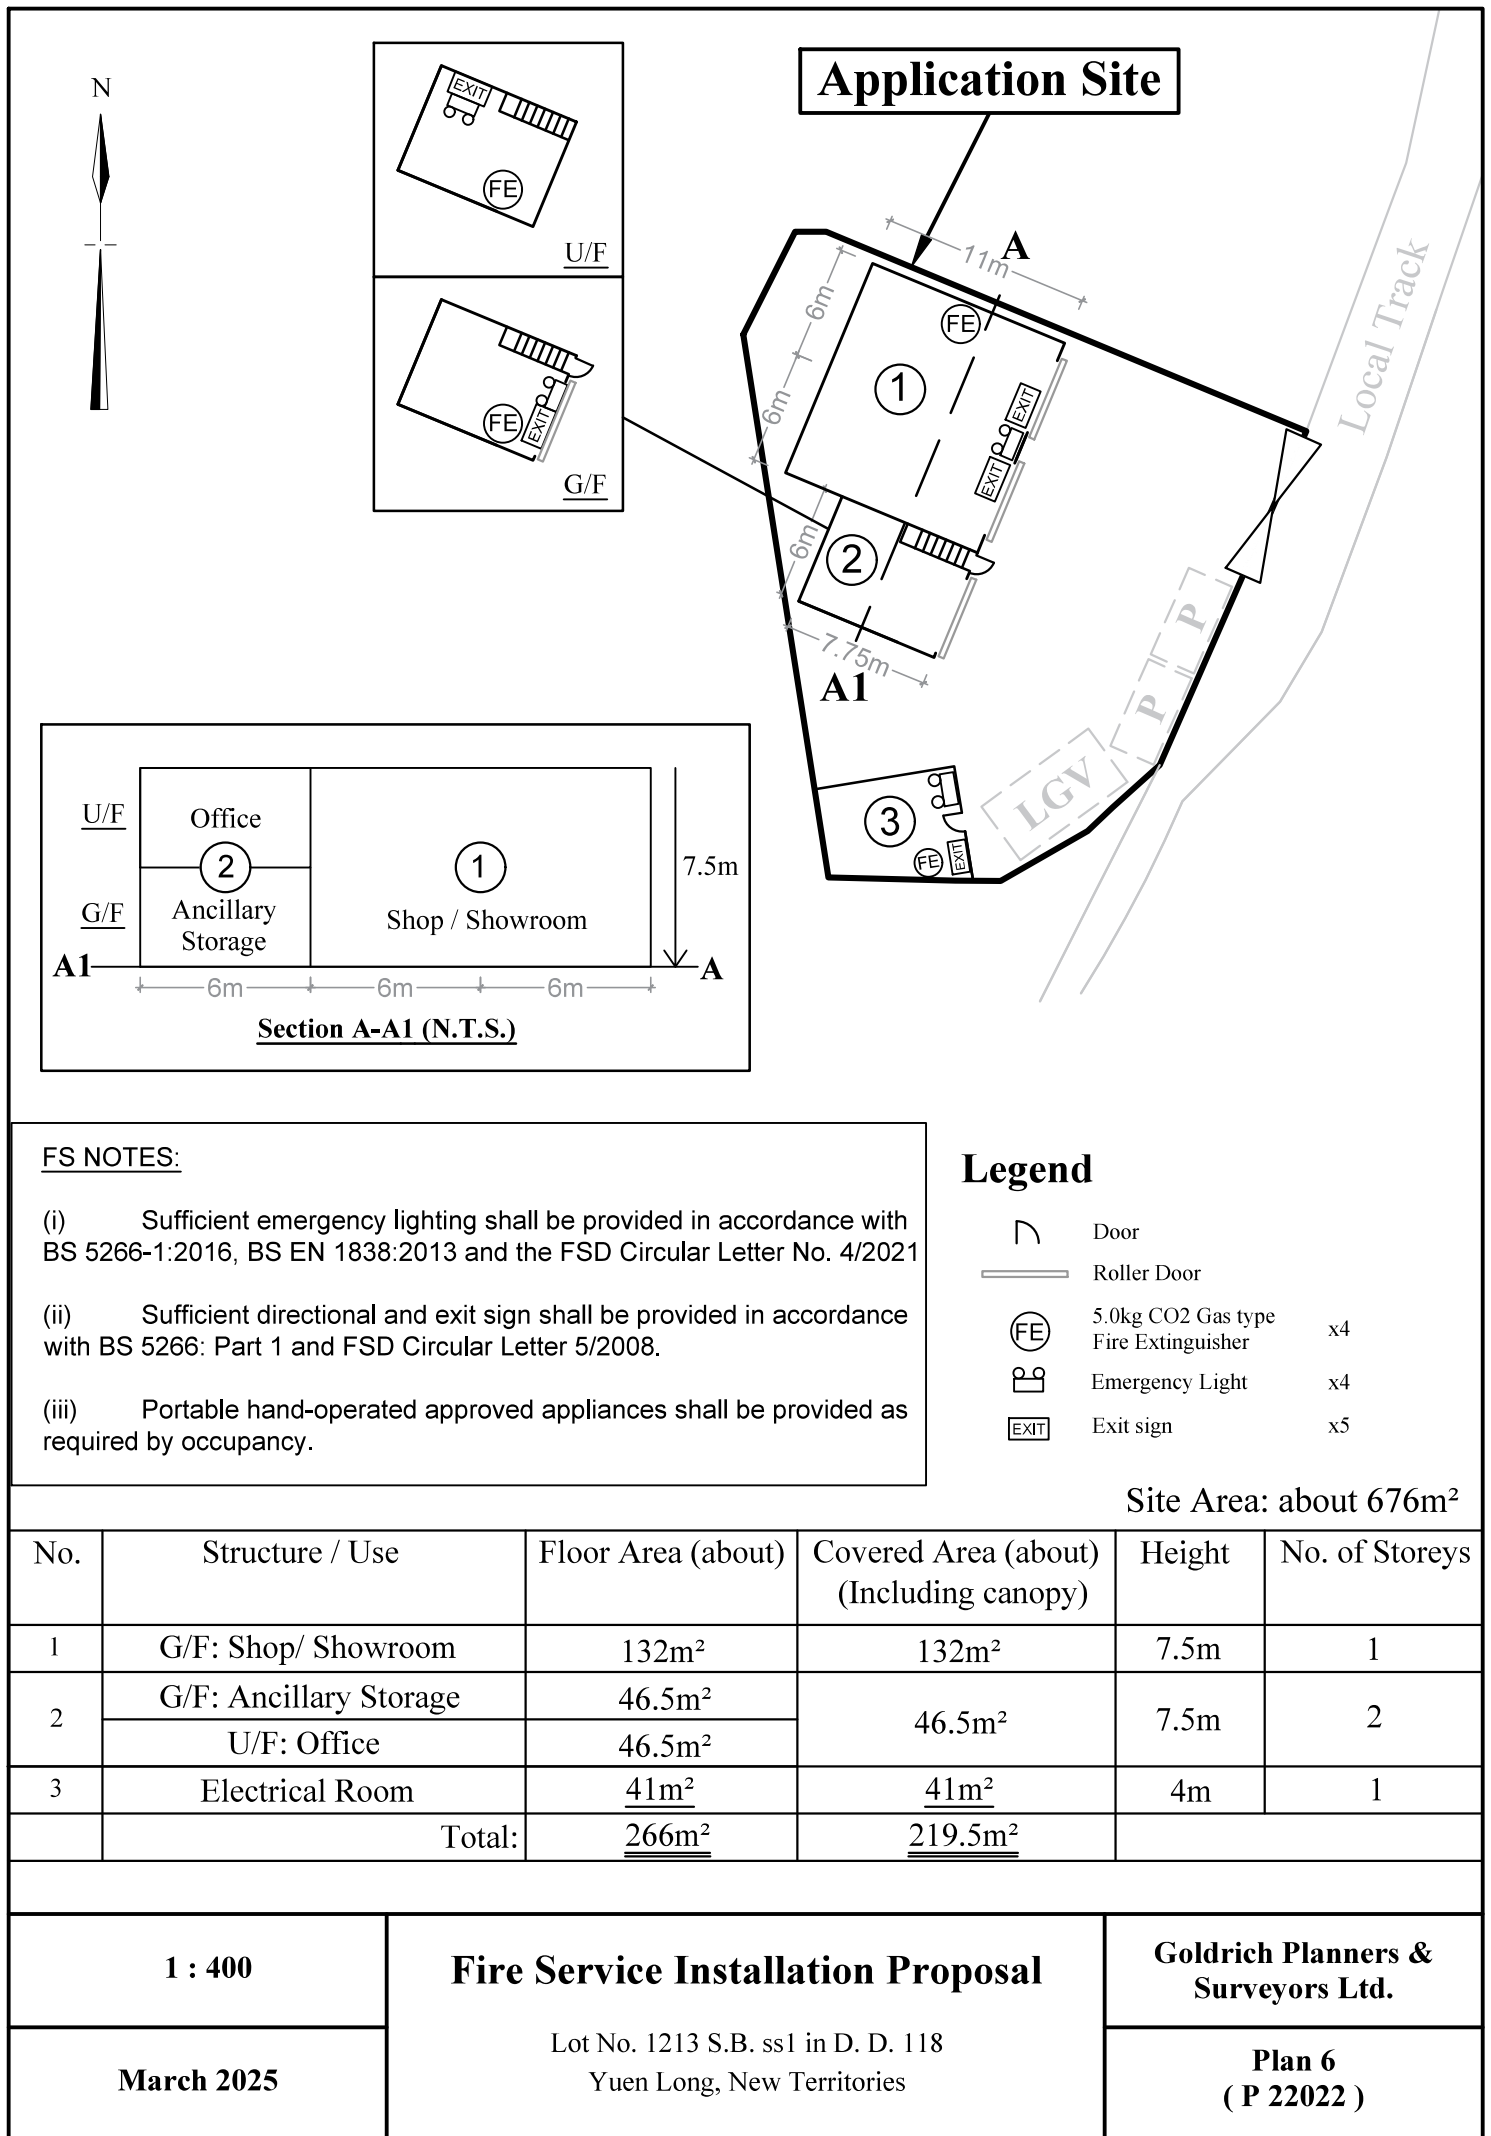 N
Application Site
EXIT
FE
U/F
FE
EXIT
G/F
A
11m
6m
FE
1
6m
EXIT
EXIT
6m
2
7.75m
A1
Local Track
P
P
LGV
3
FE
EXIT
U/F
Office
2
1
7.5m
G/F
Ancillary
Storage
Shop / Showroom
A1
A
6m
6m
6m
Section A-A1 (N.T.S.)
FS NOTES:
(i) Sufficient emergency lighting shall be provided in accordance with
BS 5266-1:2016, BS EN 1838:2013 and the FSD Circular Letter No. 4/2021
(ii) Sufficient directional and exit sign shall be provided in accordance
with BS 5266: Part 1 and FSD Circular Letter 5/2008.
(iii) Portable hand-operated approved appliances shall be provided as
required by occupancy.
Legend
Door
Roller Door
FE 5.0kg CO2 Gas type
Fire Extinguisher x4
Emergency Light x4
EXIT Exit sign x5
Site Area: about 676m²
No. Structure / Use Floor Area (about) Covered Area (about) Height No. of Storeys
(Including canopy)
1 G/F: Shop/ Showroom 132m² 132m² 7.5m 1
2 G/F: Ancillary Storage 46.5m² 46.5m² 7.5m 2
U/F: Office 46.5m²
3 Electrical Room 41m² 41m² 4m 1
Total: 266m² 219.5m²
1 : 400
Fire Service Installation Proposal
Goldrich Planners &
Surveyors Ltd.
March 2025
Lot No. 1213 S.B. ss1 in D. D. 118
Yuen Long, New Territories
Plan 6
( P 22022 )